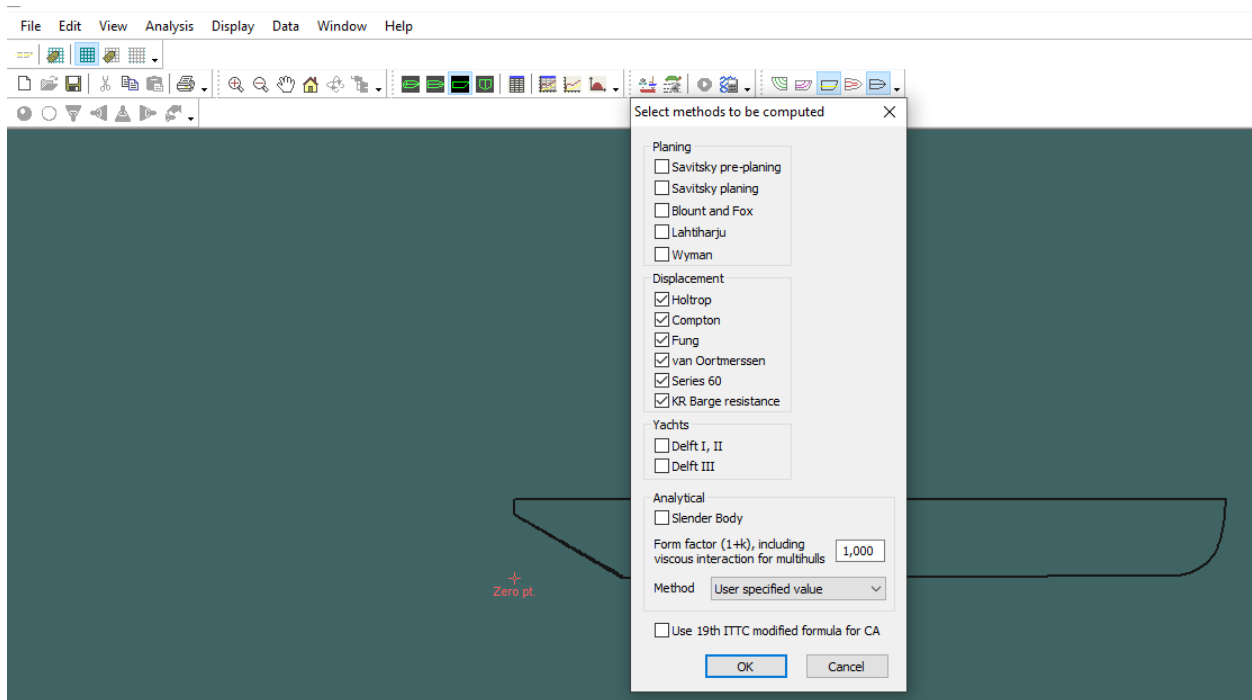 File Edit View Analysis Display Data Window Help
Select methods to be computed
Planing
Savitsky pre-planing
Savitsky planing
Blount and Fox
Lahtiharju
Wyman
Displacement
Holtrop
Compton
Fung
van Oortmerssen
Series 60
KR Barge resistance
Yachts
Delft I, II
Delft III
Analytical
Slender Body
Form factor (1+k), including
viscous interaction for multihulls 1,000
Method User specified value
Use 19th ITTC modified formula for CA
OK Cancel
Zero pt.